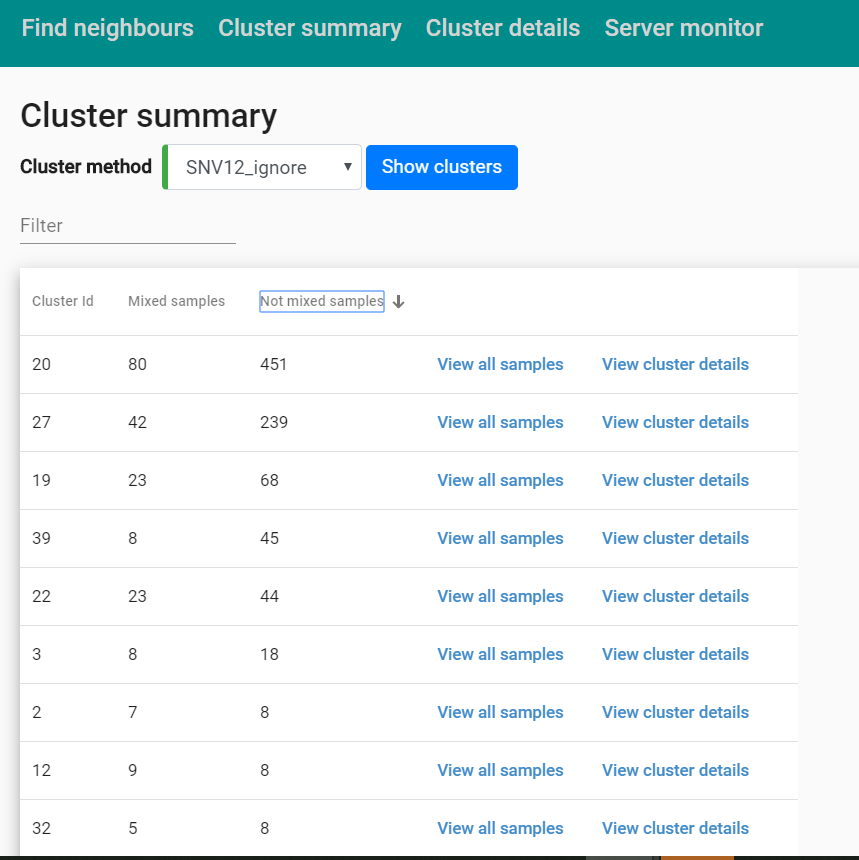 Find neighbours Cluster summary Cluster details Server monitor
Cluster summary
Cluster method SNV12_ignore Show clusters
Filter
Cluster Id Mixed samples Not mixed samples
20 80 451 View all samples View cluster details
27 42 239 View all samples View cluster details
19 23 68 View all samples View cluster details
39 8 45 View all samples View cluster details
22 23 44 View all samples View cluster details
3 8 18 View all samples View cluster details
2 7 8 View all samples View cluster details
12 9 8 View all samples View cluster details
32 5 8 View all samples View cluster details